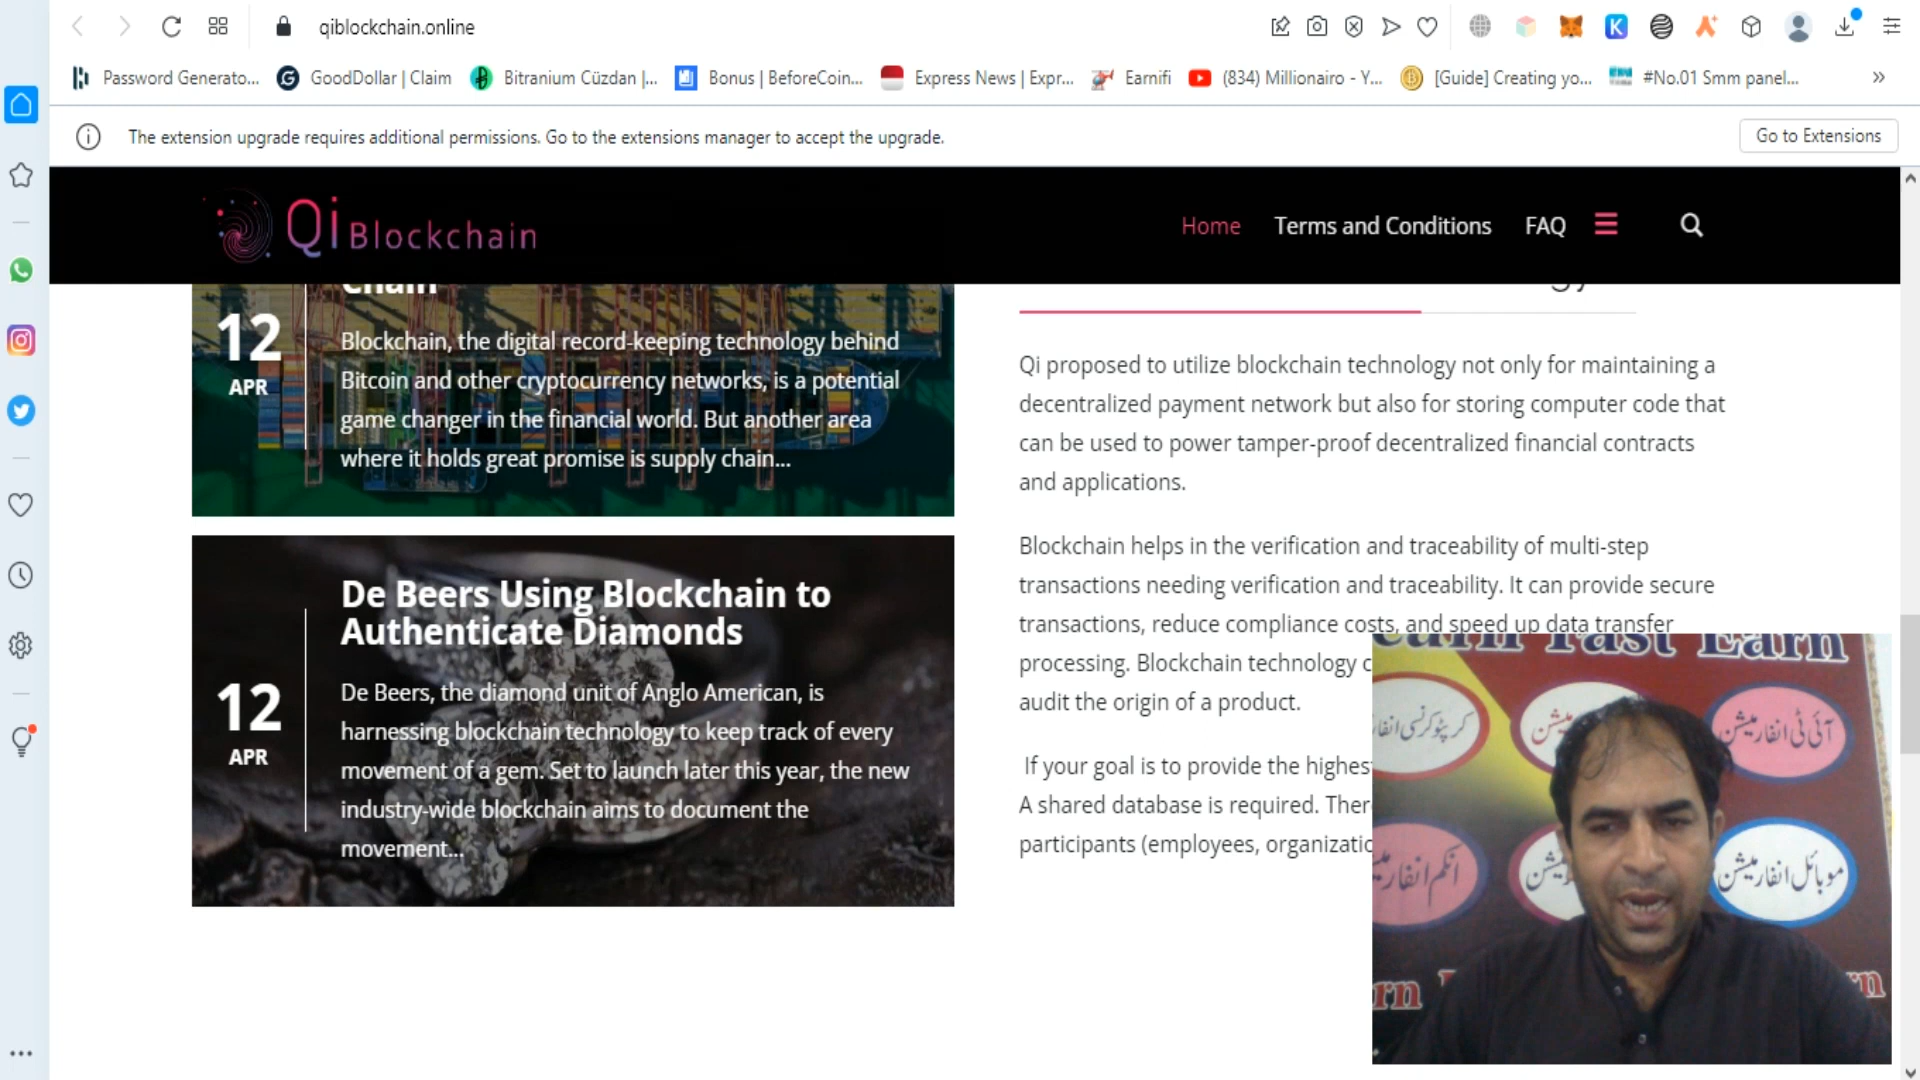 qiblockchain.online
Password Generato...
GoodDollar | Claim
Bitranium Cüzdan |...
Bonus | BeforeCoin...
Express News | Expr...
Earnifi
(834) Millionairo - Y...
[Guide] Creating yo...
#No.01 Smm panel...
The extension upgrade requires additional permissions. Go to the extensions manager to accept the upgrade.
Go to Extensions
Qi Blockchain
Home
Terms and Conditions
FAQ
Chain
12
APR
Blockchain, the digital record-keeping technology behind
Bitcoin and other cryptocurrency networks, is a potential
game changer in the financial world. But another area
where it holds great promise is supply chain...
De Beers Using Blockchain to
Authenticate Diamonds
12
APR
De Beers, the diamond unit of Anglo American, is
harnessing blockchain technology to keep track of every
movement of a gem. Set to launch later this year, the new
industry-wide blockchain aims to document the
movement...
Qi proposed to utilize blockchain technology not only for maintaining a
decentralized payment network but also for storing computer code that
can be used to power tamper-proof decentralized financial contracts
and applications.
Blockchain helps in the verification and traceability of multi-step
transactions needing verification and traceability. It can provide secure
transactions, reduce compliance costs, and speed up data transfer
processing. Blockchain technology c
audit the origin of a product.
If your goal is to provide the highes
A shared database is required. Ther
participants (employees, organizatio
earn Fast Earn
کرپٹو کرنسی انفار
میشن
آئی ٹی انفارمیشن
انکم انفارمیشن
موبائل انفارمیشن
rn